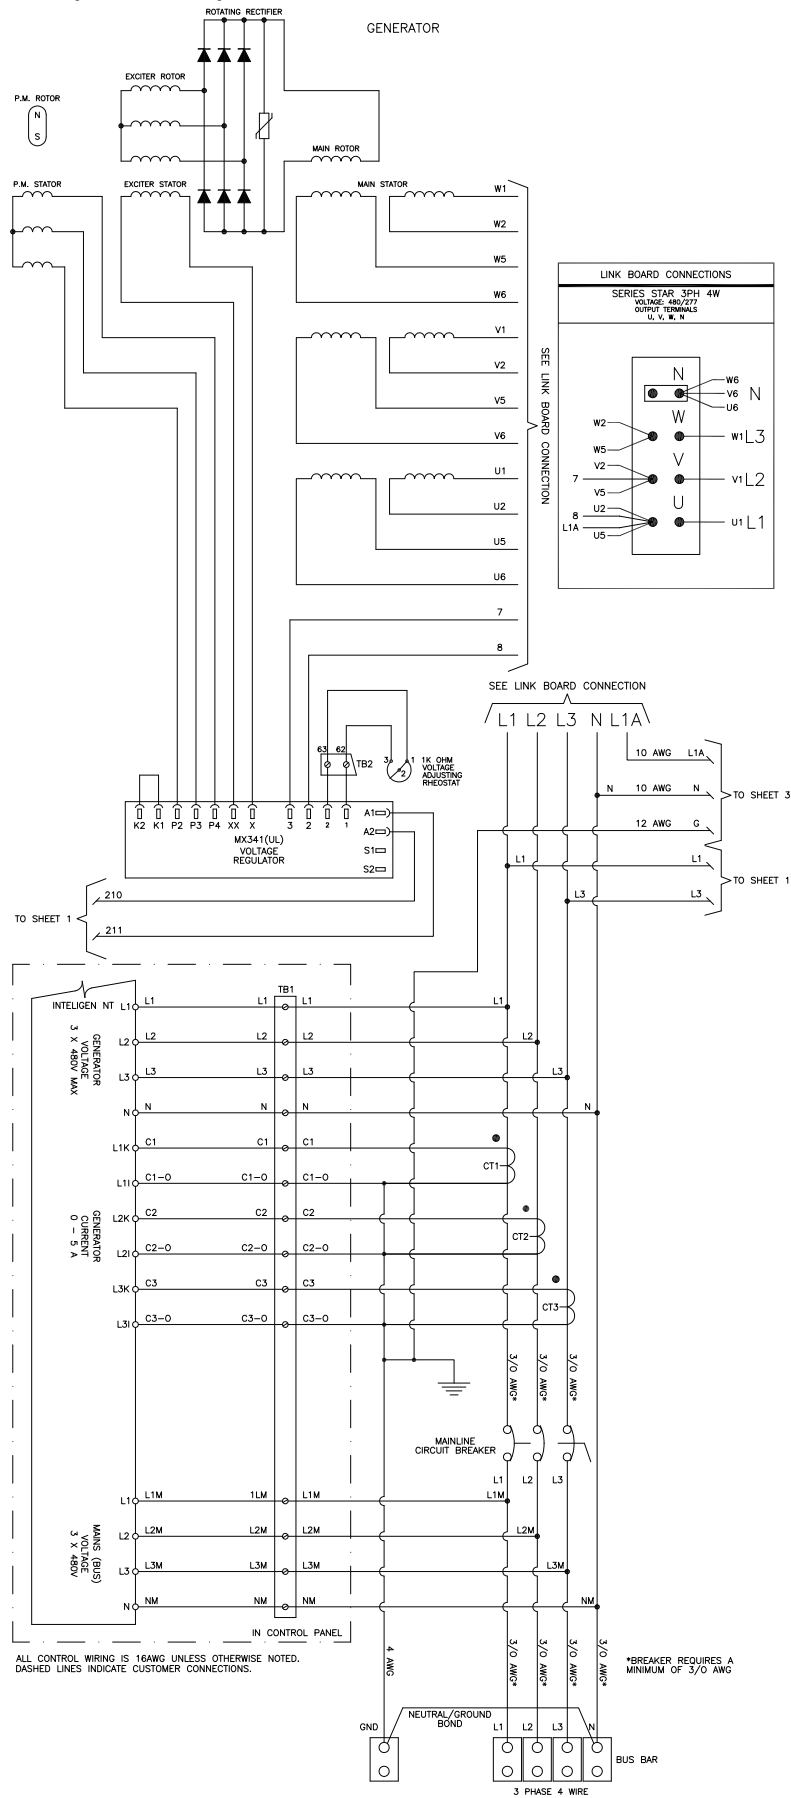 ROTATING RECTIFIER
GENERATOR
EXCITER ROTOR
P.M. ROTOR
N
S
MAIN ROTOR
P.M. STATOR
EXCITER STATOR
MAIN STATOR
W1
W2
W5
W6
V1
V2
V5
V6
U1
U2
U5
U6
7
8
SEE LINK BOARD CONNECTION
LINK BOARD CONNECTIONS
SERIES STAR 3PH 4W
VOLTAGE: 480/277
OUTPUT TERMINALS
U, V, W, N
N
W6
V6 N
U6
W
W2
W5
W1 L3
V
V2
7
V5
V1 L2
U
U2
8
L1A
U5
U1 L1
SEE LINK BOARD CONNECTION
L1 L2 L3 N L1A
10 AWG L1A
N 10 AWG N
TO SHEET 3
12 AWG G
L1 L1
TO SHEET 1
L3 L3
63 62
TB2
3 1
2
1K OHM
VOLTAGE
ADJUSTING
RHEOSTAT
K2 K1 P2 P3 P4 XX X 3 2 2 1
A1
A2
S1
S2
MX341(UL)
VOLTAGE
REGULATOR
210
TO SHEET 1
211
TB1
INTELIGEN NT L1 L1 L1 L1 L1
L2 L2 L2 L2 L2
L3 L3 L3 L3 L3
N N N N N
GENERATOR
VOLTAGE
3 X 480V MAX
L1K C1 C1 C1
CT1
L1I C1-O C1-O C1-O
L2K C2 C2 C2
CT2
L2I C2-O C2-O C2-O
L3K C3 C3 C3
CT3
L3I C3-O C3-O C3-O
GENERATOR
CURRENT
0 - 5 A
3/O AWG* 3/O AWG* 3/O AWG*
MAINLINE
CIRCUIT BREAKER
L1 L2 L3
L1 L1M 1LM L1M L1M
L2 L2M L2M L2M L2M
L3 L3M L3M L3M L3M
N NM NM NM NM
MAINS (BUS)
VOLTAGE
3 X 480V
IN CONTROL PANEL
ALL CONTROL WIRING IS 16AWG UNLESS OTHERWISE NOTED.
DASHED LINES INDICATE CUSTOMER CONNECTIONS.
4 AWG
3/O AWG* 3/O AWG* 3/O AWG* 3/O AWG*
*BREAKER REQUIRES A
MINIMUM OF 3/O AWG
NEUTRAL/GROUND
BOND
GND L1 L2 L3 N
BUS BAR
3 PHASE 4 WIRE